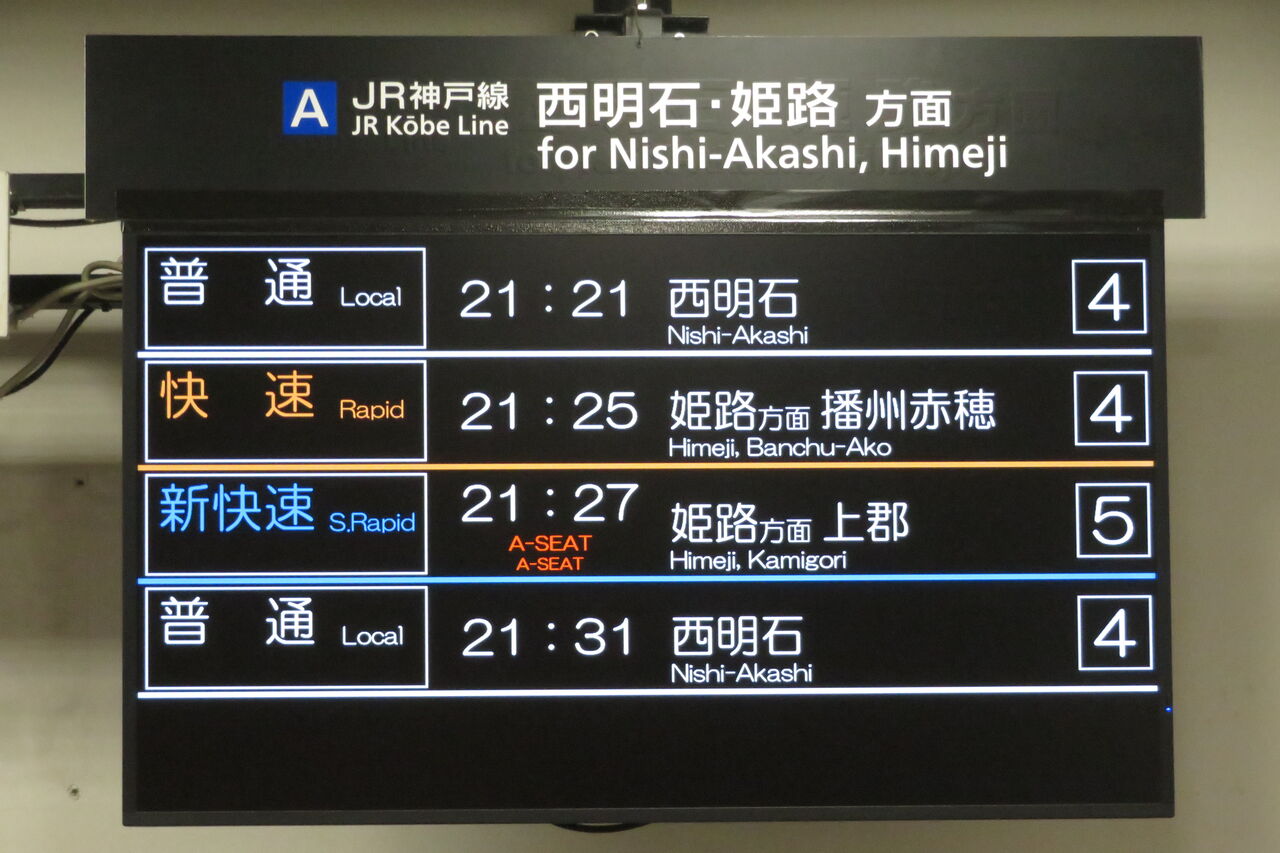 A JR神戸線 西明石・姫路 方面
JR Kōbe Line for Nishi-Akashi, Himeji
普 通 Local 21:21 西明石 4
Nishi-Akashi
快 速 Rapid 21:25 姫路方面 播州赤穂 4
Himeji, Banchu-Ako
新快速 S.Rapid 21:27 姫路方面 上郡 5
A-SEAT
A-SEAT Himeji, Kamigori
普 通 Local 21:31 西明石 4
Nishi-Akashi